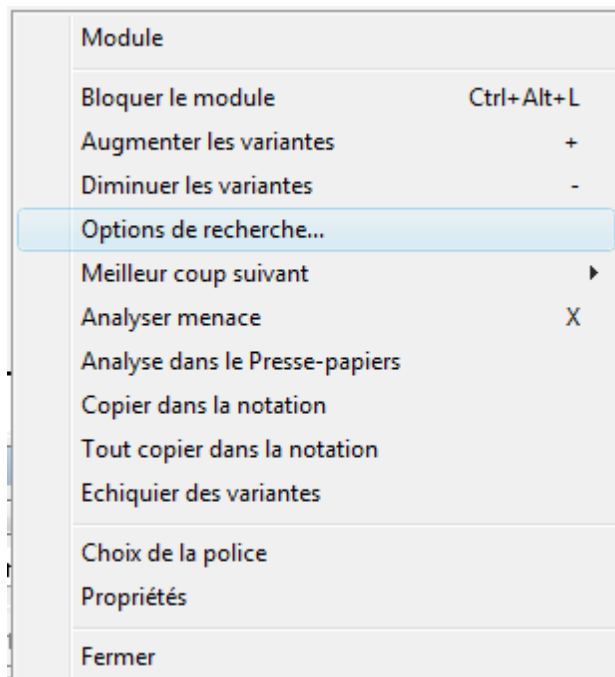 Module
Bloquer le module Ctrl+Alt+L
Augmenter les variantes +
Diminuer les variantes -
Options de recherche...
Meilleur coup suivant
Analyser menace X
Analyse dans le Presse-papiers
Copier dans la notation
Tout copier dans la notation
Echiquier des variantes
Choix de la police
Propriétés
Fermer